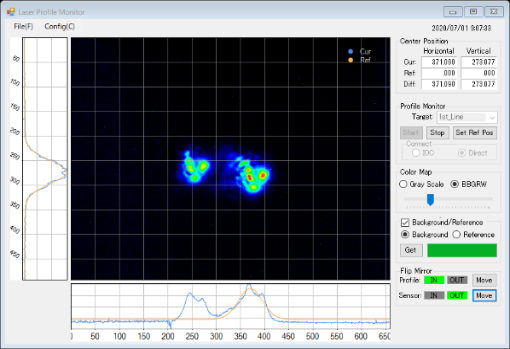 Laser Profile Monitor
File(F) Config(C)
2020/07/01 9:07:33
Center Position
Horizontal Vertical
Cur: 371.090 273.077
Ref: .000 .000
Diff: 371.090 273.077
Cur
Ref
Profile Monitor
Target: 1st_Line
Start Stop Set Ref Pos
Connect
IOC Direct
Color Map
Gray Scale BBGRW
Background/Reference
Background Reference
Get
Flip Mirror
Profile: IN OUT Move
Sensor: IN OUT Move
50
100
150
200
250
300
350
400
450
0 50 100 150 200 250 300 350 400 450 500 550 600 65